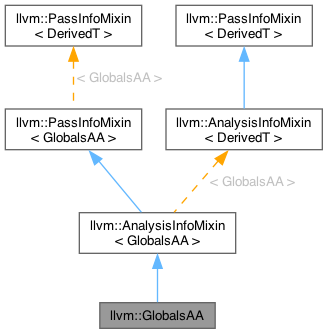 llvm::PassInfoMixin
< DerivedT >
llvm::PassInfoMixin
< DerivedT >
< GlobalsAA >
llvm::PassInfoMixin
< GlobalsAA >
llvm::AnalysisInfoMixin
< DerivedT >
< GlobalsAA >
llvm::AnalysisInfoMixin
< GlobalsAA >
llvm::GlobalsAA